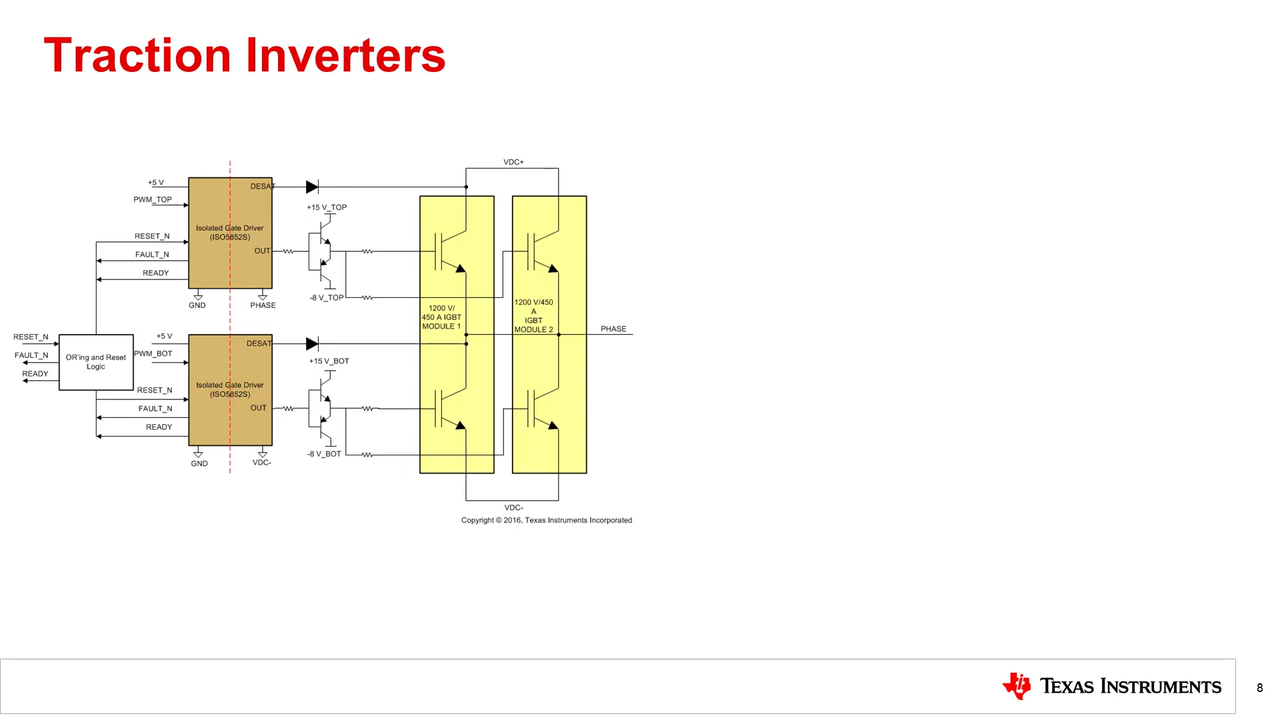 Traction Inverters
VDC+
+5 V
DESAT
PWM_TOP
+15 V_TOP
Isolated Gate Driver
(ISO5852S)
RESET_N
OUT
FAULT_N
READY
-8 V_TOP
GND
PHASE
1200 V/
450 A IGBT
MODULE 1
1200 V/450
A
IGBT
MODULE 2
PHASE
RESET_N
FAULT_N
READY
OR'ing and Reset
Logic
+5 V
DESAT
PWM_BOT
+15 V_BOT
Isolated Gate Driver
(ISO5852S)
RESET_N
OUT
FAULT_N
READY
-8 V_BOT
GND
VDC-
VDC-
Copyright © 2016, Texas Instruments Incorporated
TEXAS INSTRUMENTS
8